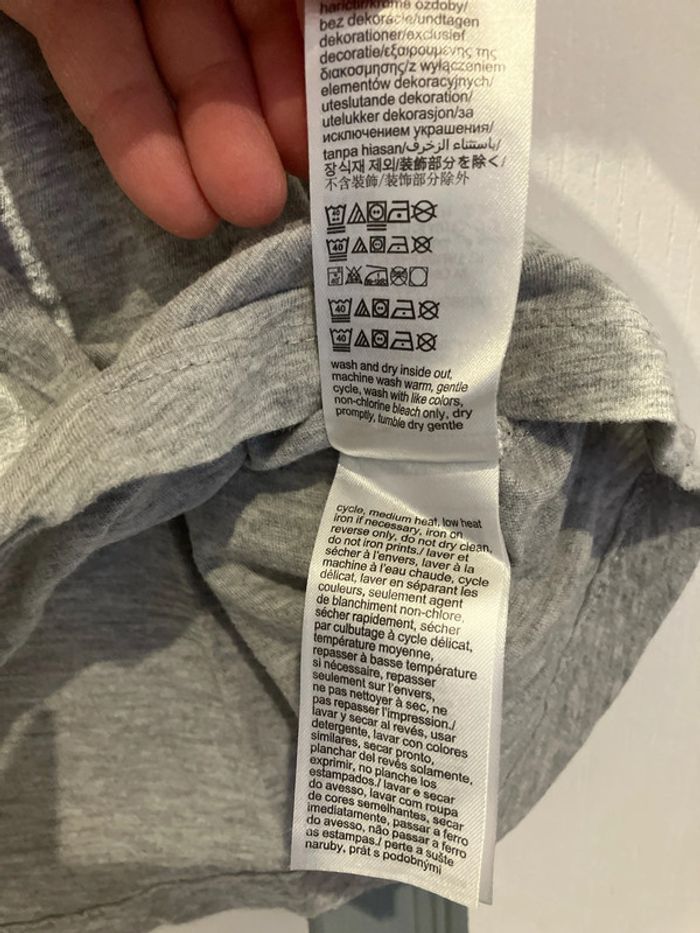 bez dekorácie/undtagen
dekorationer/exclusief
decoratie/εξαιρουμένης της
διακοσμησης/z wyłączeniem
elementów dekoracyjnych/
uteslutande dekoration/
utelukker dekorasjon/за
исключением украшения/
tanpa hiasan/باستثناء الزخرف/
장식재 제외/装飾部分を除く/
不含裝飾/装饰部分除外
40
40
40
40
wash and dry inside out,
machine wash warm, gentle
cycle, wash with like colors,
non-chlorine bleach only, dry
promptly, tumble dry gentle
cycle, medium heat, low heat
iron if necessary, iron on
reverse only, do not dry clean,
do not iron prints./ laver et
sécher à l'envers, laver à la
machine à l'eau chaude, cycle
délicat, laver en séparant les
couleurs, seulement agent
de blanchiment non-chlore,
sécher rapidement, sécher
par culbutage à cycle délicat,
température moyenne,
repasser à basse température
si nécessaire, repasser
seulement sur l'envers,
ne pas nettoyer à sec, ne
pas repasser l'impression./
lavar y secar al revés, usar
detergente, lavar con colores
similares, secar pronto,
planchar del revés solamente,
exprimir, no planche los
estampados./ lavar e secar
do avesso, lavar com roupa
de cores semelhantes, secar
imediatamente, passar a ferro
do avesso, não passar a ferro
as estampas./ perte a sušte
naruby, prát s podobnými